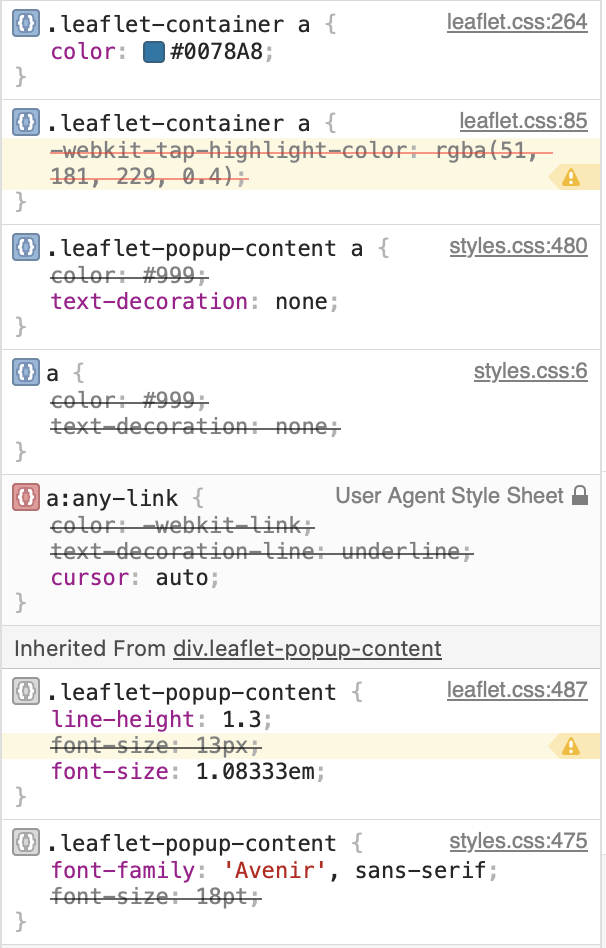 .leaflet-container a { leaflet.css:264
color: #0078A8;
}
.leaflet-container a { leaflet.css:85
-webkit-tap-highlight-color: rgba(51,
181, 229, 0.4);
}
.leaflet-popup-content a { styles.css:480
color: #999;
text-decoration: none;
}
a { styles.css:6
color: #999;
text-decoration: none;
}
a:any-link { User Agent Style Sheet
color: -webkit-link;
text-decoration-line: underline;
cursor: auto;
}
Inherited From div.leaflet-popup-content
.leaflet-popup-content { leaflet.css:487
line-height: 1.3;
font-size: 13px;
font-size: 1.08333em;
}
.leaflet-popup-content { styles.css:475
font-family: 'Avenir', sans-serif;
font-size: 18pt;
}